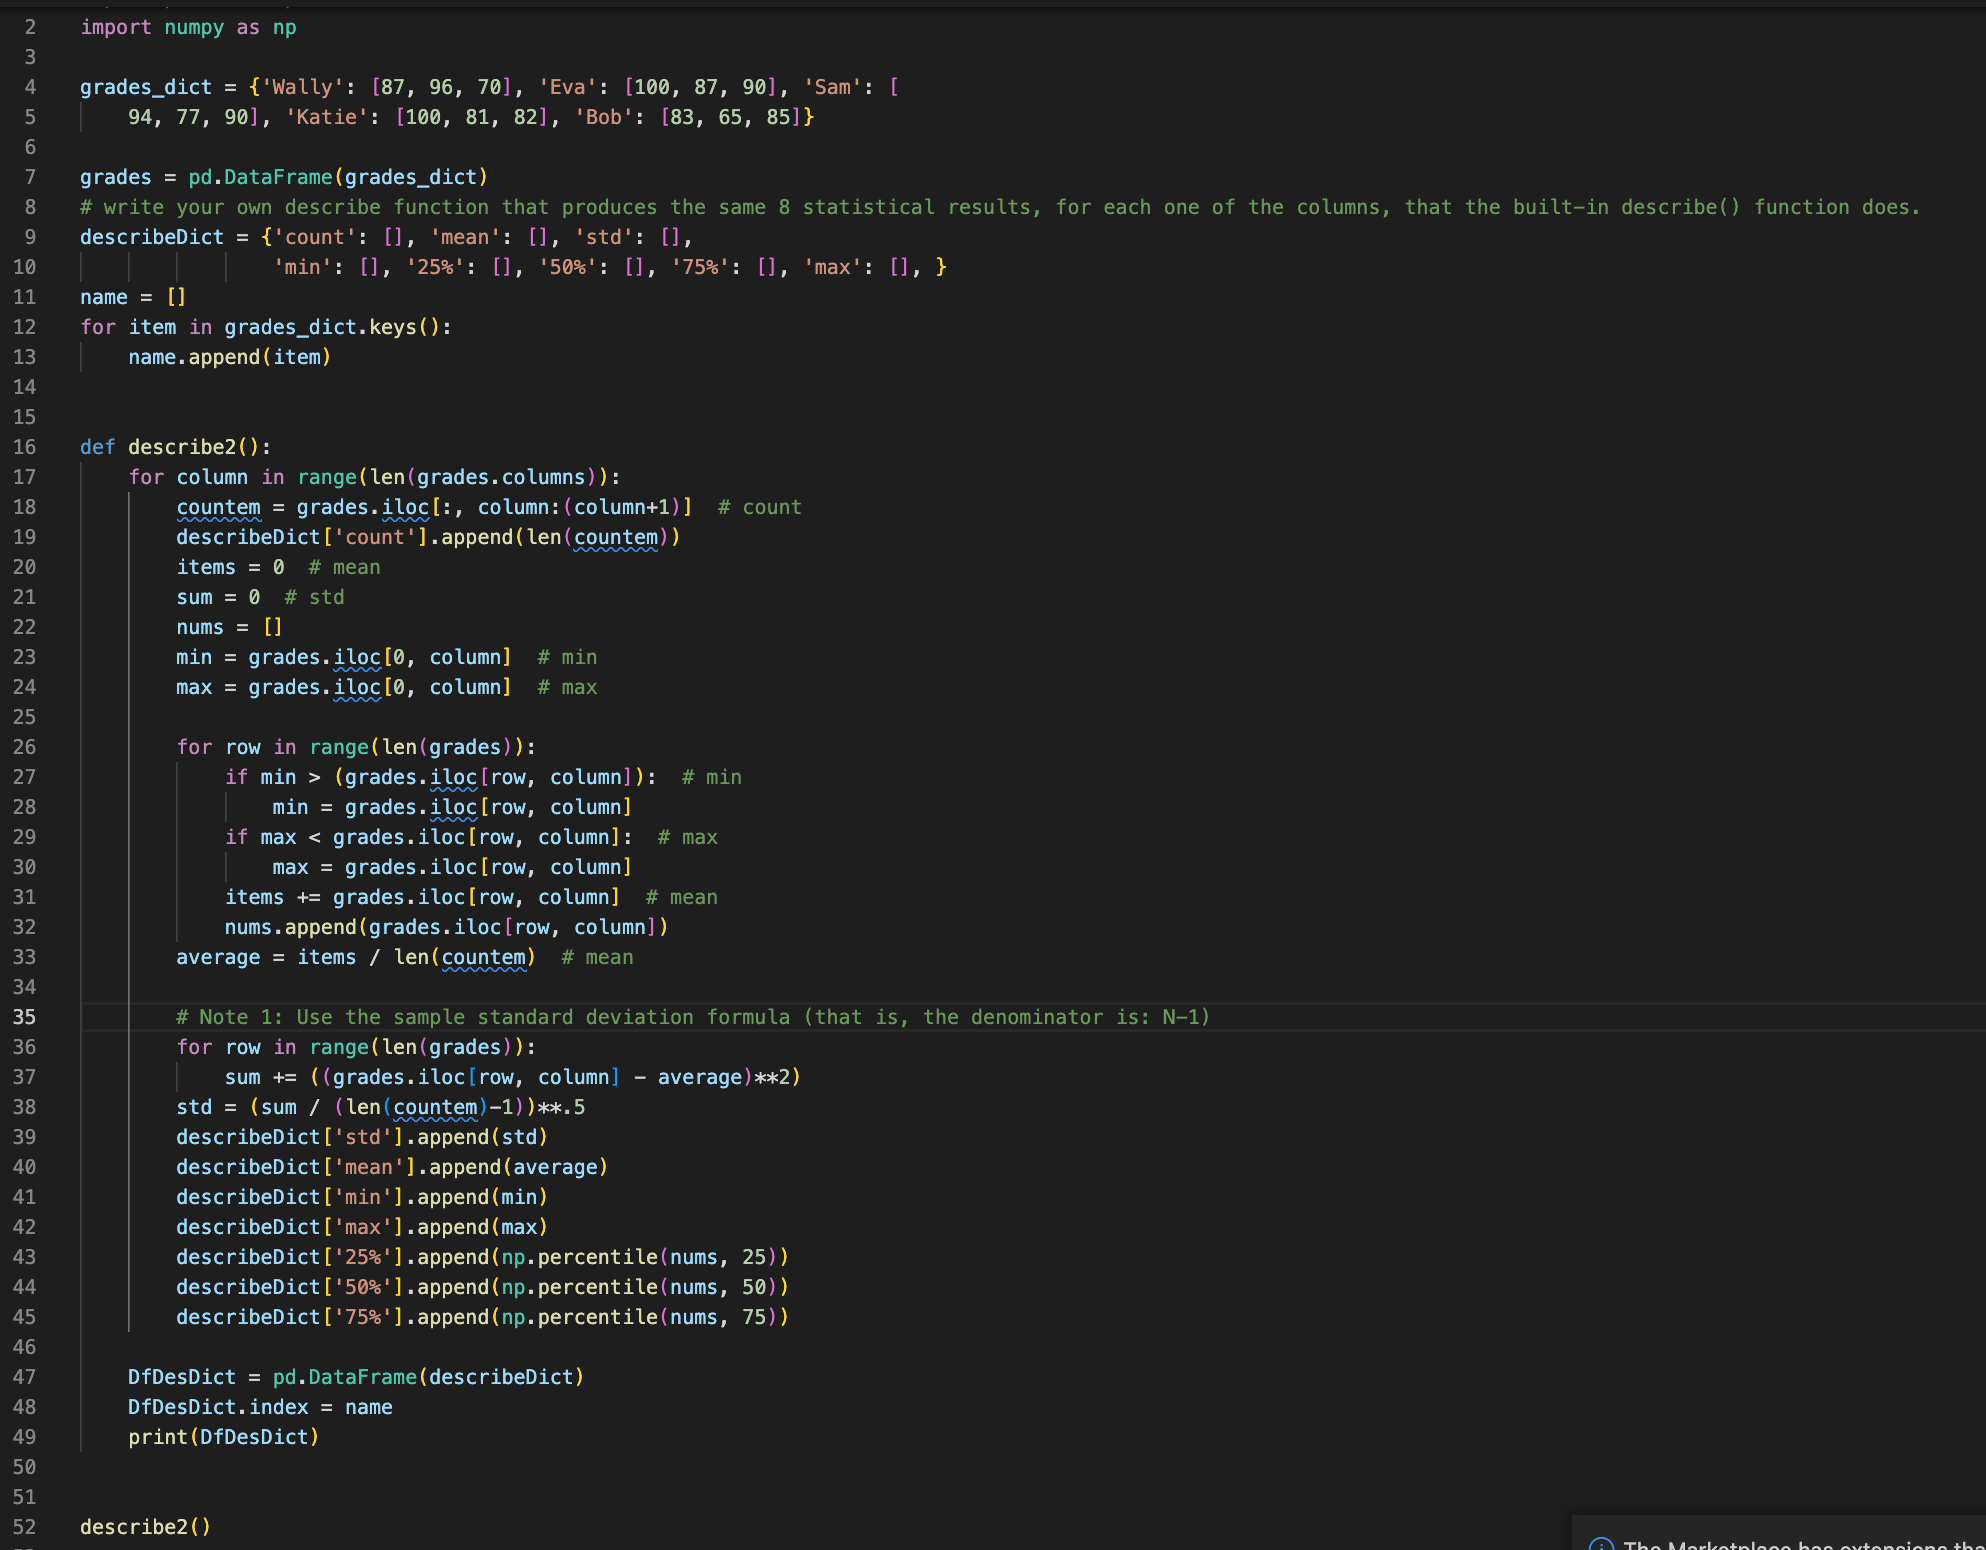 2 import numpy as np
3
4 grades_dict = {'Wally': [87, 96, 70], 'Eva': [100, 87, 90], 'Sam': [
5     94, 77, 90], 'Katie': [100, 81, 82], 'Bob': [83, 65, 85]}
6
7 grades = pd.DataFrame(grades_dict)
8 # write your own describe function that produces the same 8 statistical results, for each one of the columns, that the built-in describe() function does.
9 describeDict = {'count': [], 'mean': [], 'std': [],
10                 'min': [], '25%': [], '50%': [], '75%': [], 'max': [], }
11 name = []
12 for item in grades_dict.keys():
13     name.append(item)
14
15
16 def describe2():
17     for column in range(len(grades.columns)):
18         countem = grades.iloc[:, column:(column+1)]  # count
19         describeDict['count'].append(len(countem))
20         items = 0  # mean
21         sum = 0  # std
22         nums = []
23         min = grades.iloc[0, column]  # min
24         max = grades.iloc[0, column]  # max
25
26         for row in range(len(grades)):
27             if min > (grades.iloc[row, column]):  # min
28                 min = grades.iloc[row, column]
29             if max < grades.iloc[row, column]:  # max
30                 max = grades.iloc[row, column]
31             items += grades.iloc[row, column]  # mean
32             nums.append(grades.iloc[row, column])
33         average = items / len(countem)  # mean
34
35         # Note 1: Use the sample standard deviation formula (that is, the denominator is: N-1)
36         for row in range(len(grades)):
37             sum += ((grades.iloc[row, column] - average)**2)
38         std = (sum / (len(countem)-1))**.5
39         describeDict['std'].append(std)
40         describeDict['mean'].append(average)
41         describeDict['min'].append(min)
42         describeDict['max'].append(max)
43         describeDict['25%'].append(np.percentile(nums, 25))
44         describeDict['50%'].append(np.percentile(nums, 50))
45         describeDict['75%'].append(np.percentile(nums, 75))
46
47     DfDesDict = pd.DataFrame(describeDict)
48     DfDesDict.index = name
49     print(DfDesDict)
50
51
52 describe2()
The Marketplace has extensions